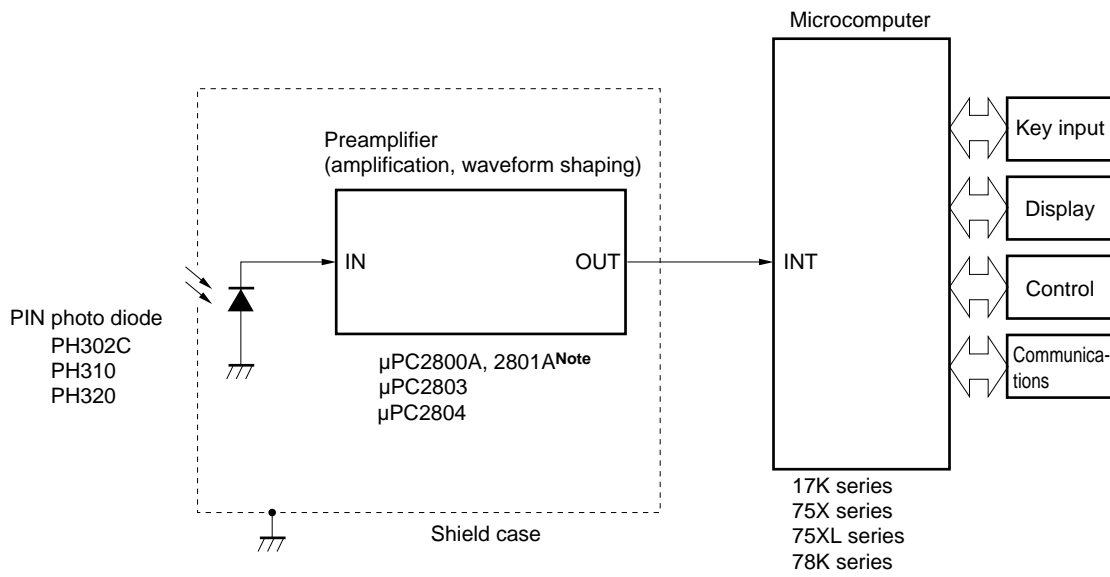 Microcomputer
Preamplifier
(amplification, waveform shaping)
IN
OUT
INT
Key input
Display
Control
Communica-
tions
PIN photo diode
PH302C
PH310
PH320
µPC2800A, 2801ANote
µPC2803
µPC2804
Shield case
17K series
75X series
75XL series
78K series